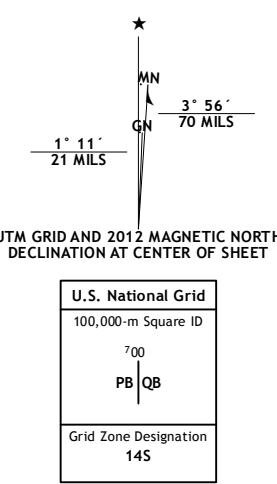 ★
MN
3° 56´
70 MILS
GN
1° 11´
21 MILS
UTM GRID AND 2012 MAGNETIC NORTH
DECLINATION AT CENTER OF SHEET
U.S. National Grid
100,000-m Square ID
⁷00
PB QB
Grid Zone Designation
14S